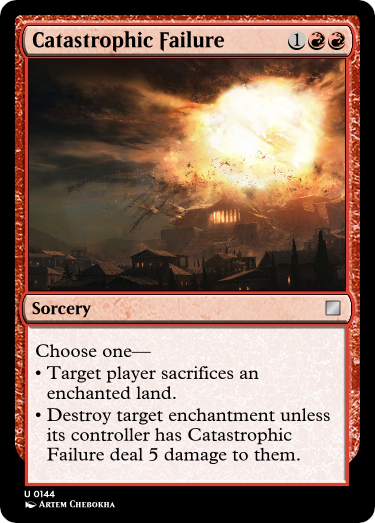 Catastrophic Failure 1
Sorcery
Choose one—
• Target player sacrifices an
enchanted land.
• Destroy target enchantment unless
its controller has Catastrophic
Failure deal 5 damage to them.
U 0144
Artem Chebokha